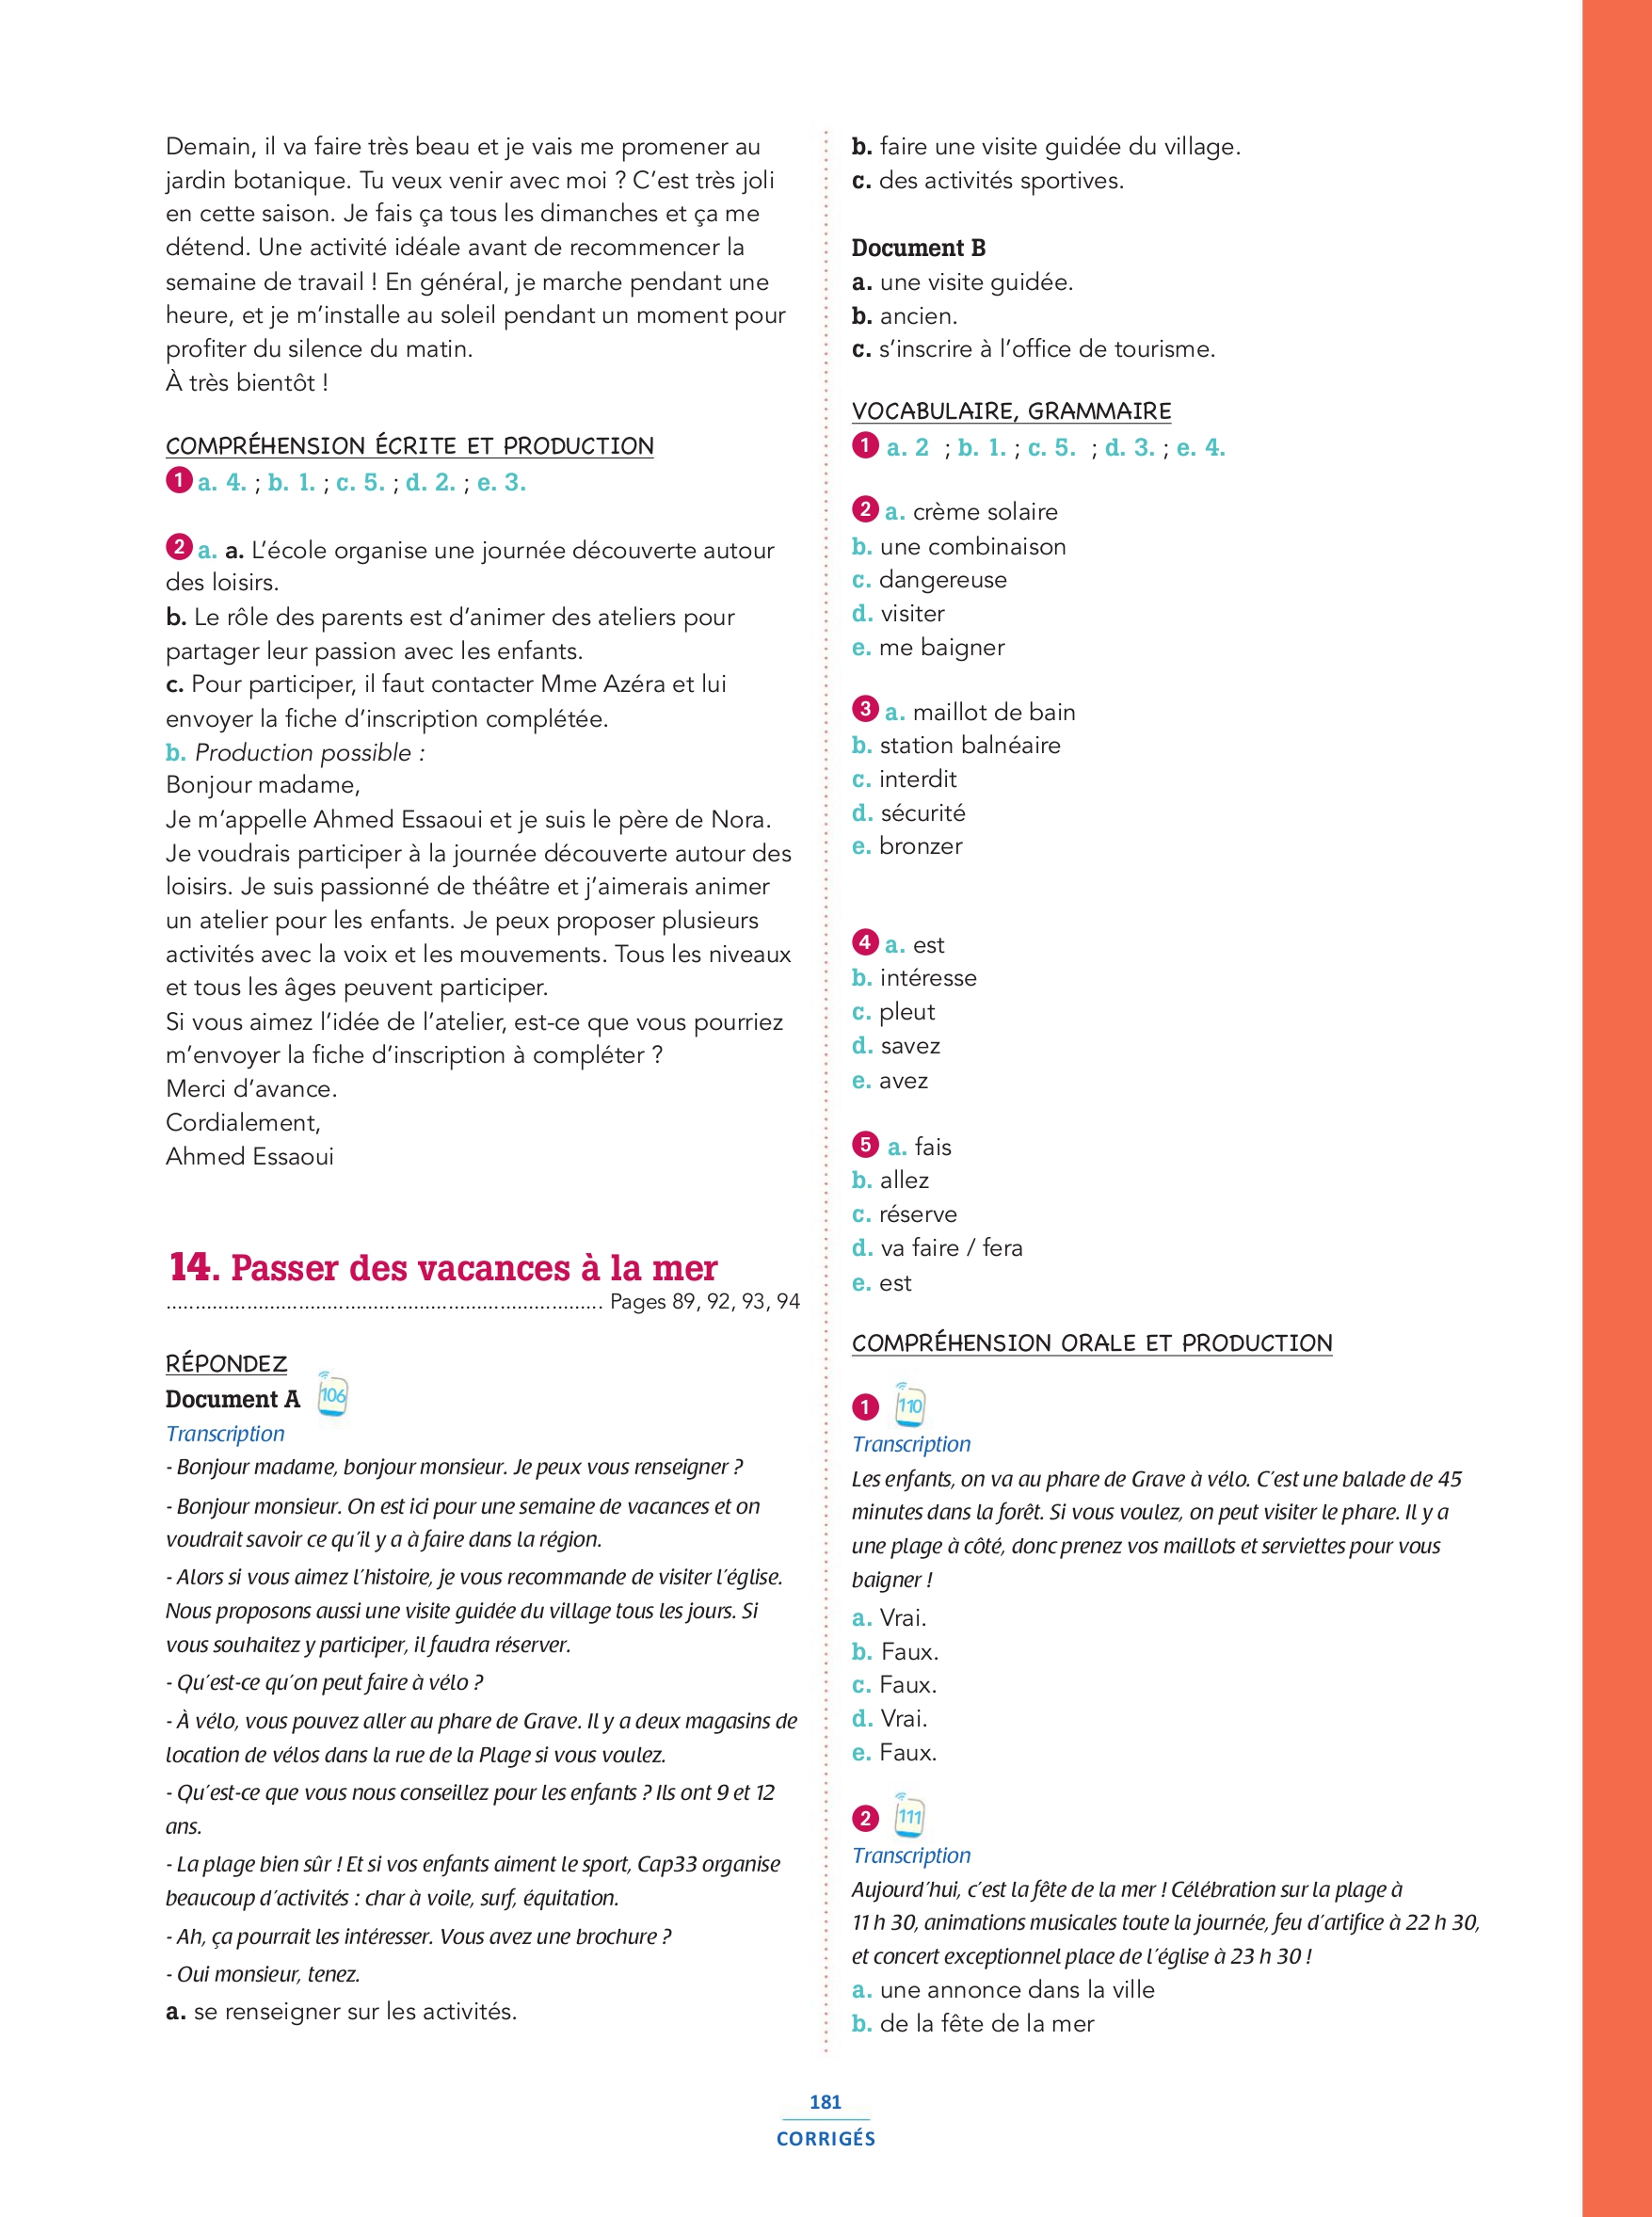 Demain, il va faire très beau et je vais me promener au
jardin botanique. Tu veux venir avec moi ? C’est très joli
en cette saison. Je fais ça tous les dimanches et ça me
détend. Une activité idéale avant de recommencer la
semaine de travail ! En général, je marche pendant une
heure, et je m’installe au soleil pendant un moment pour
profiter du silence du matin.
À très bientôt !
COMPRÉHENSION ÉCRITE ET PRODUCTION
1 a. 4. ; b. 1. ; c. 5. ; d. 2. ; e. 3.
2 a. a. L’école organise une journée découverte autour
des loisirs.
b. Le rôle des parents est d’animer des ateliers pour
partager leur passion avec les enfants.
c. Pour participer, il faut contacter Mme Azéra et lui
envoyer la fiche d’inscription complétée.
b. Production possible :
Bonjour madame,
Je m’appelle Ahmed Essaoui et je suis le père de Nora.
Je voudrais participer à la journée découverte autour des
loisirs. Je suis passionné de théâtre et j’aimerais animer
un atelier pour les enfants. Je peux proposer plusieurs
activités avec la voix et les mouvements. Tous les niveaux
et tous les âges peuvent participer.
Si vous aimez l’idée de l’atelier, est-ce que vous pourriez
m’envoyer la fiche d’inscription à compléter ?
Merci d’avance.
Cordialement,
Ahmed Essaoui
14. Passer des vacances à la mer
............................................................................ Pages 89, 92, 93, 94
RÉPONDEZ
Document A 106
Transcription
- Bonjour madame, bonjour monsieur. Je peux vous renseigner ?
- Bonjour monsieur. On est ici pour une semaine de vacances et on
voudrait savoir ce qu’il y a à faire dans la région.
- Alors si vous aimez l’histoire, je vous recommande de visiter l’église.
Nous proposons aussi une visite guidée du village tous les jours. Si
vous souhaitez y participer, il faudra réserver.
- Qu’est-ce qu’on peut faire à vélo ?
- À vélo, vous pouvez aller au phare de Grave. Il y a deux magasins de
location de vélos dans la rue de la Plage si vous voulez.
- Qu’est-ce que vous nous conseillez pour les enfants ? Ils ont 9 et 12
ans.
- La plage bien sûr ! Et si vos enfants aiment le sport, Cap33 organise
beaucoup d’activités : char à voile, surf, équitation.
- Ah, ça pourrait les intéresser. Vous avez une brochure ?
- Oui monsieur, tenez.
a. se renseigner sur les activités.
b. faire une visite guidée du village.
c. des activités sportives.
Document B
a. une visite guidée.
b. ancien.
c. s’inscrire à l’office de tourisme.
VOCABULAIRE, GRAMMAIRE
1 a. 2 ; b. 1. ; c. 5. ; d. 3. ; e. 4.
2 a. crème solaire
b. une combinaison
c. dangereuse
d. visiter
e. me baigner
3 a. maillot de bain
b. station balnéaire
c. interdit
d. sécurité
e. bronzer
4 a. est
b. intéresse
c. pleut
d. savez
e. avez
5 a. fais
b. allez
c. réserve
d. va faire / fera
e. est
COMPRÉHENSION ORALE ET PRODUCTION
1 110
Transcription
Les enfants, on va au phare de Grave à vélo. C’est une balade de 45
minutes dans la forêt. Si vous voulez, on peut visiter le phare. Il y a
une plage à côté, donc prenez vos maillots et serviettes pour vous
baigner !
a. Vrai.
b. Faux.
c. Faux.
d. Vrai.
e. Faux.
2 111
Transcription
Aujourd’hui, c’est la fête de la mer ! Célébration sur la plage à
11 h 30, animations musicales toute la journée, feu d’artifice à 22 h 30,
et concert exceptionnel place de l’église à 23 h 30 !
a. une annonce dans la ville
b. de la fête de la mer
181
CORRIGÉS